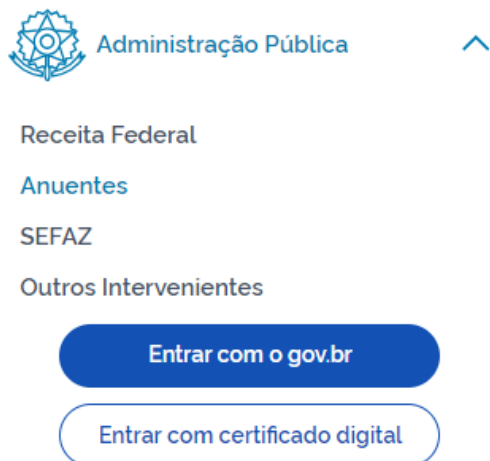 Administração Pública
Receita Federal
Anuentes
SEFAZ
Outros Intervenientes
Entrar com o gov.br
Entrar com certificado digital